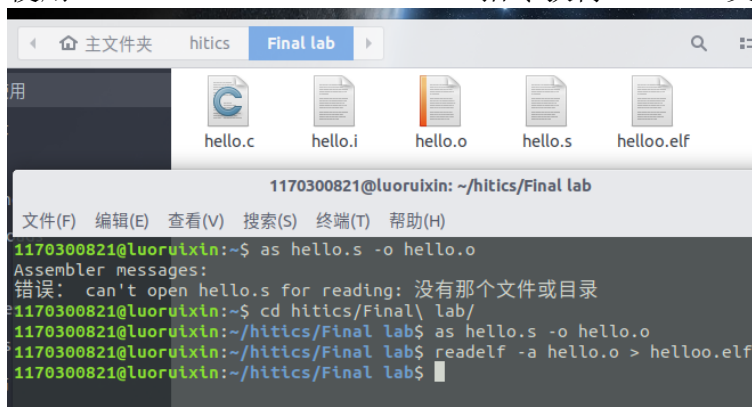 主文件夹 hitics Final lab
用
hello.c hello.i hello.o hello.s helloo.elf
1170300821@luoruixin: ~/hitics/Final lab
文件(F) 编辑(E) 查看(V) 搜索(S) 终端(T) 帮助(H)
1170300821@luoruixin:~$ as hello.s -o hello.o
Assembler messages:
错误： can't open hello.s for reading: 没有那个文件或目录
1170300821@luoruixin:~$ cd hitics/Final\ lab/
1170300821@luoruixin:~/hitics/Final lab$ as hello.s -o hello.o
1170300821@luoruixin:~/hitics/Final lab$ readelf -a hello.o > helloo.elf
1170300821@luoruixin:~/hitics/Final lab$